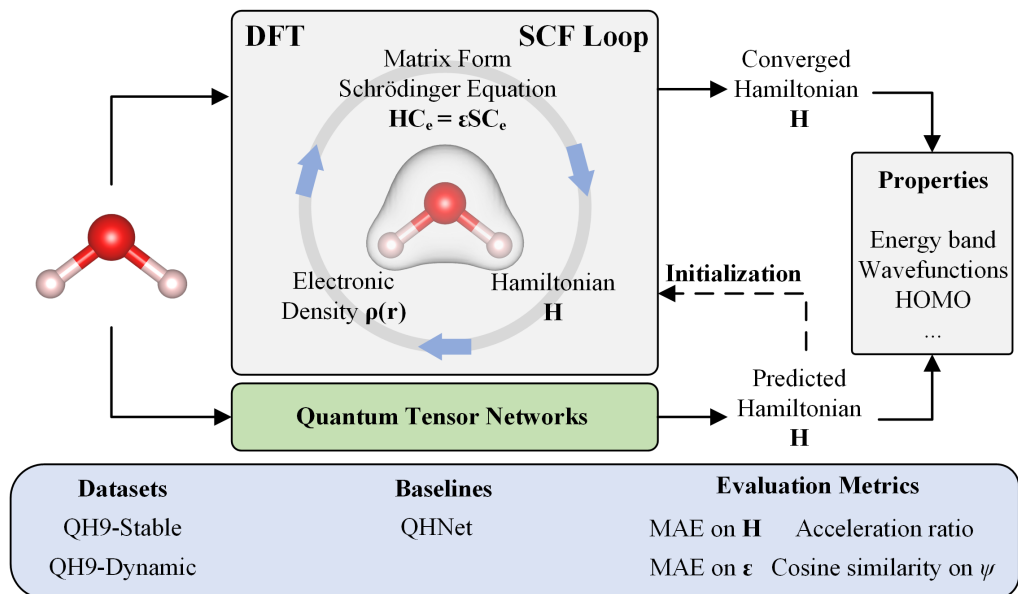 DFT
SCF Loop
Matrix Form
Schrödinger Equation
HCₑ = εSCₑ
Electronic
Density ρ(r)
Hamiltonian
H
Converged
Hamiltonian
H
Properties
Energy band
Wavefunctions
HOMO
...
Initialization
Quantum Tensor Networks
Predicted
Hamiltonian
H
Datasets
QH9-Stable
QH9-Dynamic
Baselines
QHNet
Evaluation Metrics
MAE on H Acceleration ratio
MAE on ε Cosine similarity on ψ